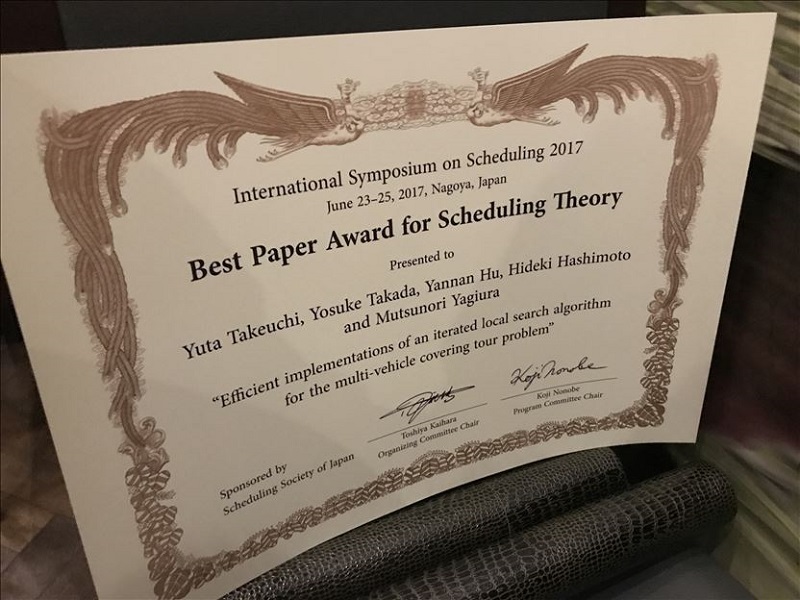 International Symposium on Scheduling 2017
June 23–25, 2017, Nagoya, Japan
Best Paper Award for Scheduling Theory
Presented to
Yuta Takeuchi, Yosuke Takada, Yannan Hu, Hideki Hashimoto
and Mutsunori Yagiura
“Efficient implementations of an iterated local search algorithm
for the multi-vehicle covering tour problem”
Koji Nonobe
Toshiya Kaihara
Organizing Committee Chair
Koji Nonobe
Program Committee Chair
Sponsored by
Scheduling Society of Japan